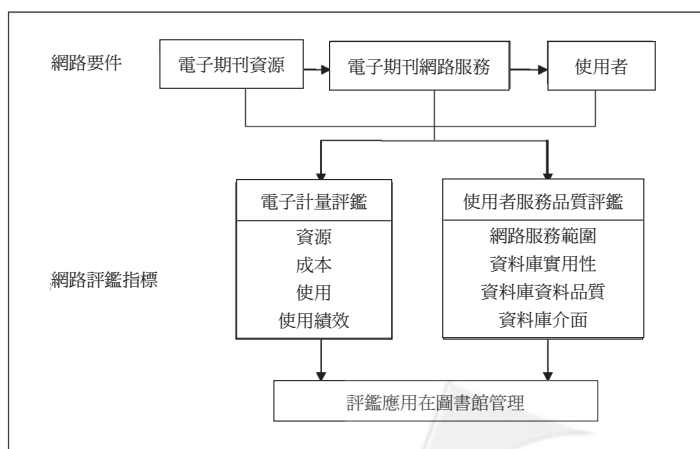 網路要件
電子期刊資源
電子期刊網路服務
使用者
電子計量評鑑
資源
成本
使用
使用績效
使用者服務品質評鑑
網路服務範圍
資料庫實用性
資料庫資料品質
資料庫介面
網路評鑑指標
評鑑應用在圖書館管理